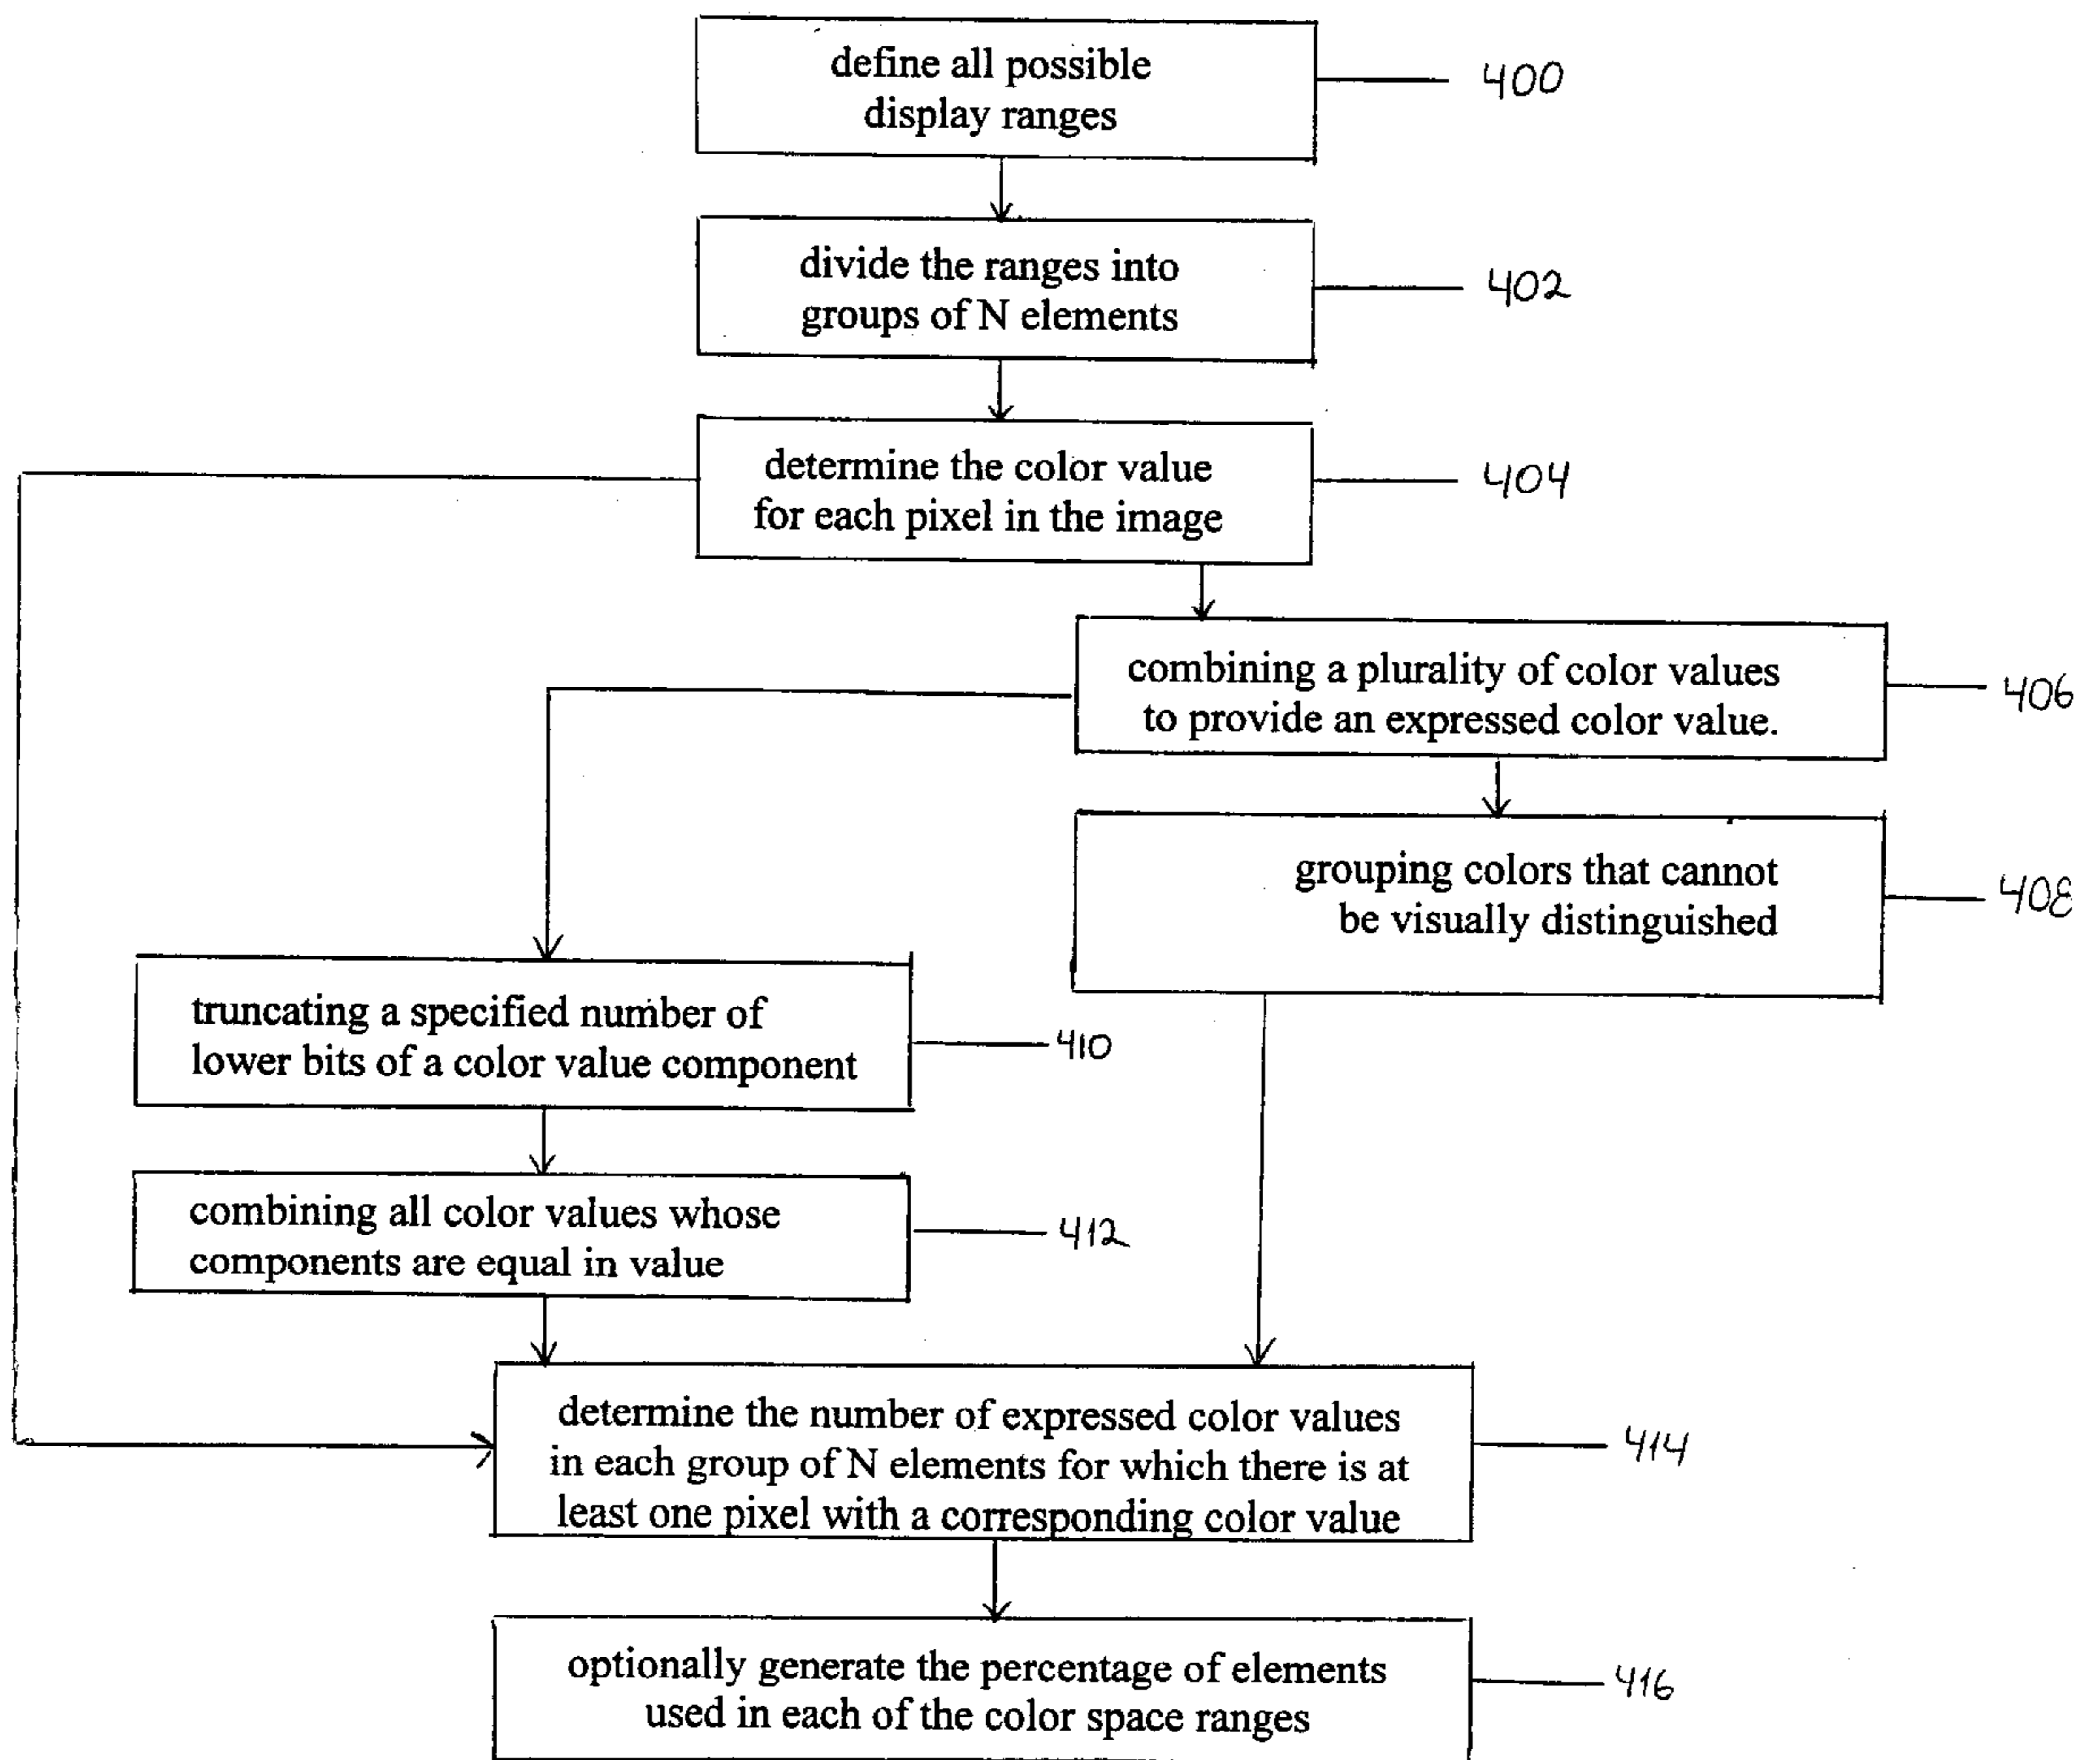 define all possible
display ranges
400
divide the ranges into
groups of N elements
402
determine the color value
for each pixel in the image
404
combining a plurality of color values
to provide an expressed color value.
406
grouping colors that cannot
be visually distinguished
408
truncating a specified number of
lower bits of a color value component
410
combining all color values whose
components are equal in value
412
determine the number of expressed color values
in each group of N elements for which there is at
least one pixel with a corresponding color value
414
optionally generate the percentage of elements
used in each of the color space ranges
416